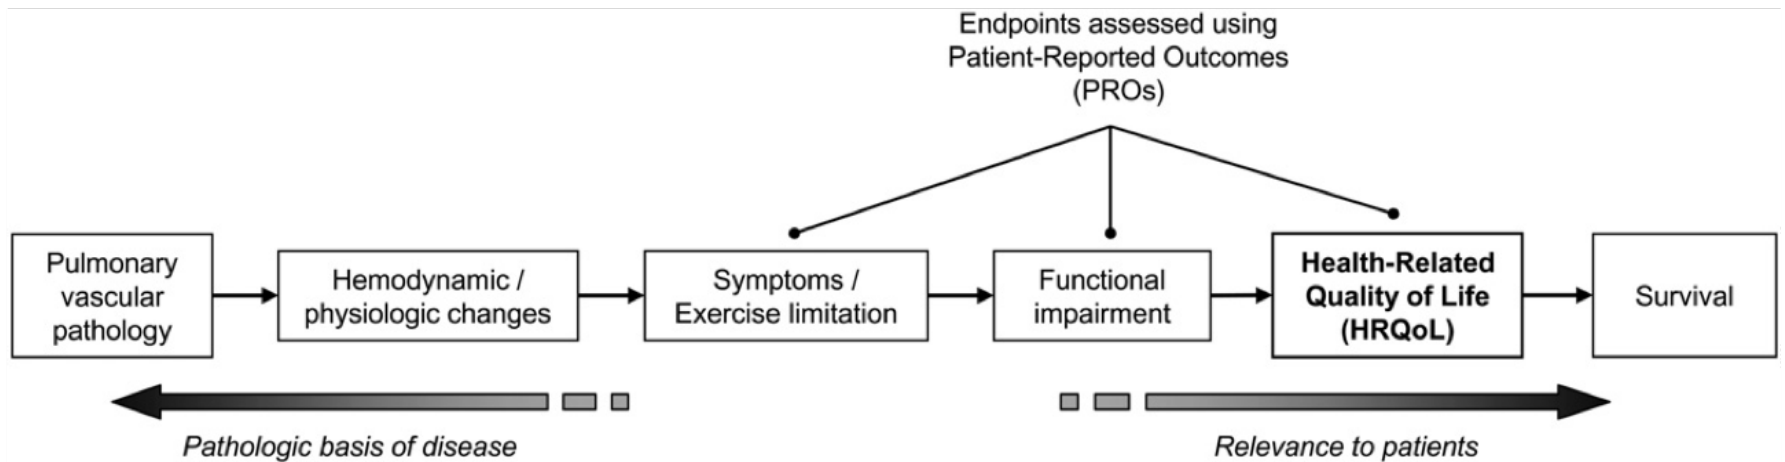 Endpoints assessed using
Patient-Reported Outcomes
(PROs)
Pulmonary
vascular
pathology
Hemodynamic /
physiologic changes
Symptoms /
Exercise limitation
Functional
impairment
Health-Related
Quality of Life
(HRQoL)
Survival
Pathologic basis of disease
Relevance to patients